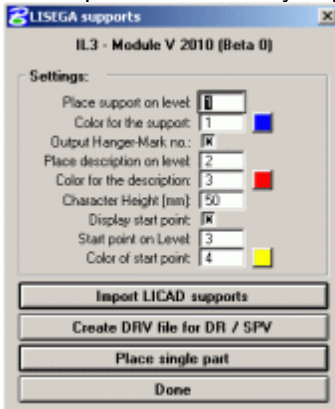 LISEGA supports
IL3 - Module V 2010 (Beta 0)
Settings:
Place support on level: 1
Color for the support: 1
Output Hanger-Mark no.:
Place description on level: 2
Color for the description: 3
Character Height [mm]: 50
Display start point:
Start point on Level: 3
Color of start point: 4
Import LICAD supports
Create DRV file for DR / SPV
Place single part
Done